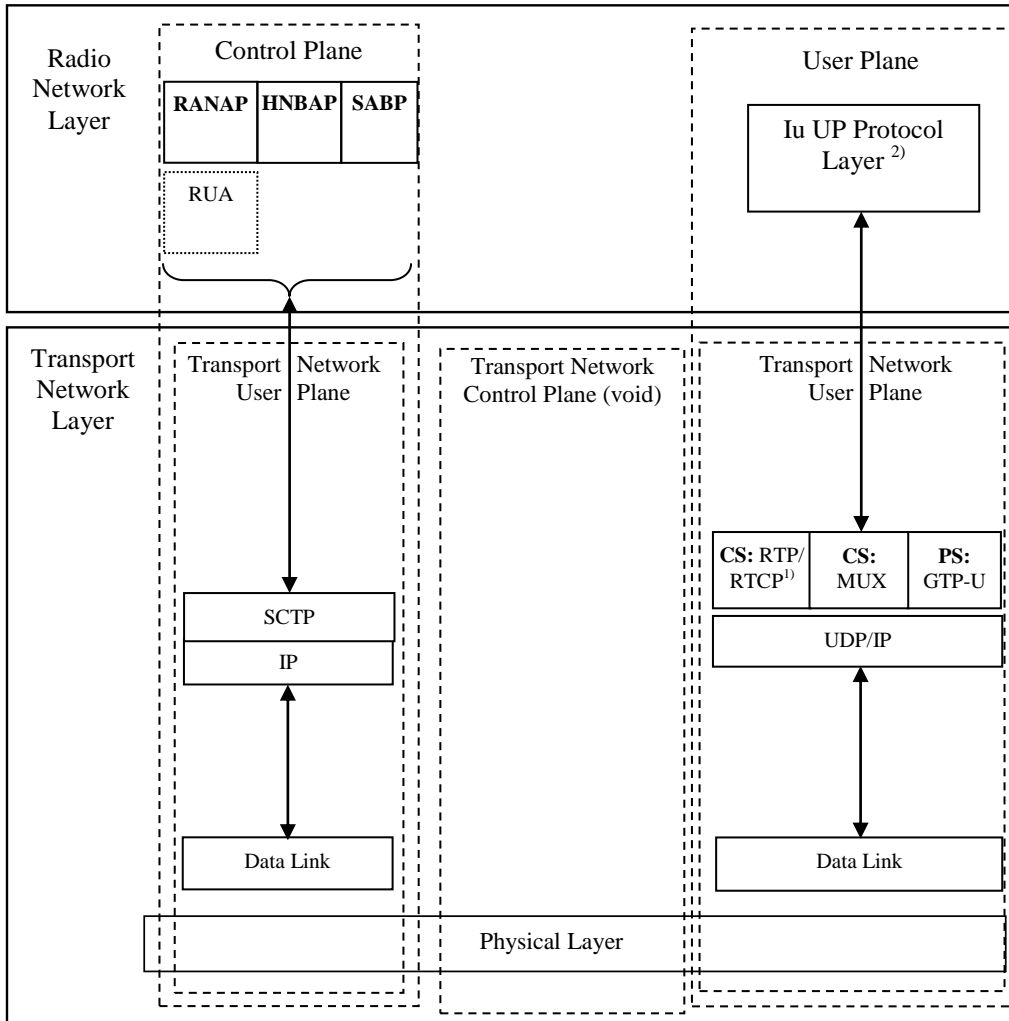 Radio
Network
Layer
Control Plane
RANAP
HNBAP
SABP
RUA
User Plane
Iu UP Protocol
Layer 2)
Transport
Network
Layer
Transport Network
User Plane
Transport Network
Control Plane (void)
Transport Network
User Plane
SCTP
IP
CS: RTP/
RTCP1)
CS:
MUX
PS:
GTP-U
UDP/IP
Data Link
Data Link
Physical Layer